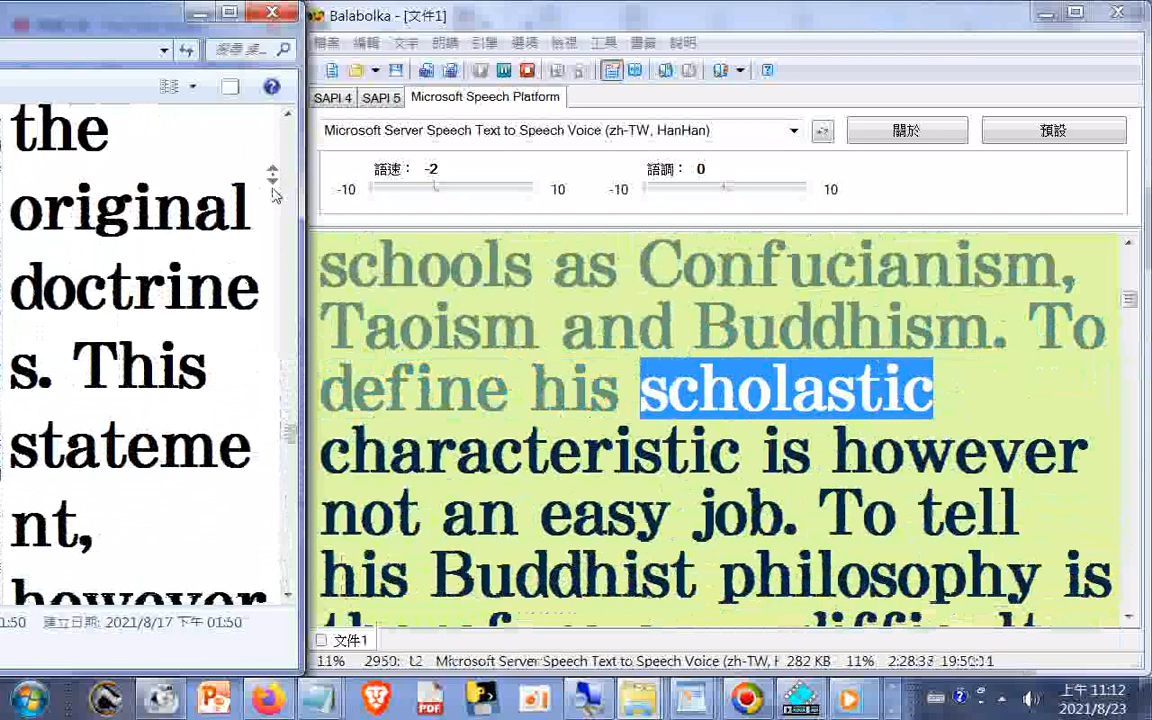 the
original
doctrine
s. This
stateme
nt,
however
:50 建立日期: 2021/8/17 下午 01:50
Balabolka - [文件1]
檔案 編輯 文字 朗讀 引擎 選項 檢視 工具 書籤 說明
SAPI 4 SAPI 5 Microsoft Speech Platform
Microsoft Server Speech Text to Speech Voice (zh-TW, HanHan)
關於 預設
語速： -2 語調： 0
-10 10 -10 10
schools as Confucianism,
Taoism and Buddhism. To
define his scholastic
characteristic is however
not an easy job. To tell
his Buddhist philosophy is
文件1
11% 2950: Microsoft Server Speech Text to Speech Voice (zh-TW, 282 KB 11% 2:28:33
上午 11:12
2021/8/23
PDF